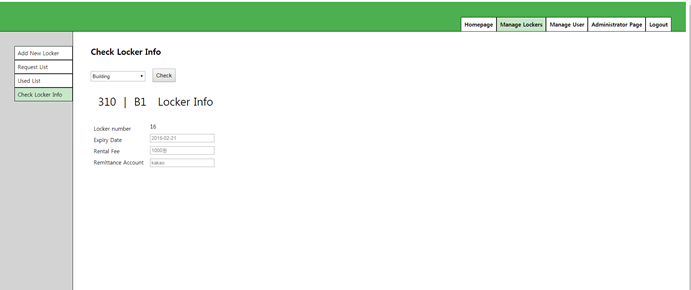 Homepage Manage Lockers Manage User Administrator Page Logout
Add New Locker
Request List
Used List
Check Locker Info
Check Locker Info
Building Check
310 | B1 Locker Info
Locker number 16
Expiry Date 2019-02-21
Rental Fee 1000원
Remittance Account kakao